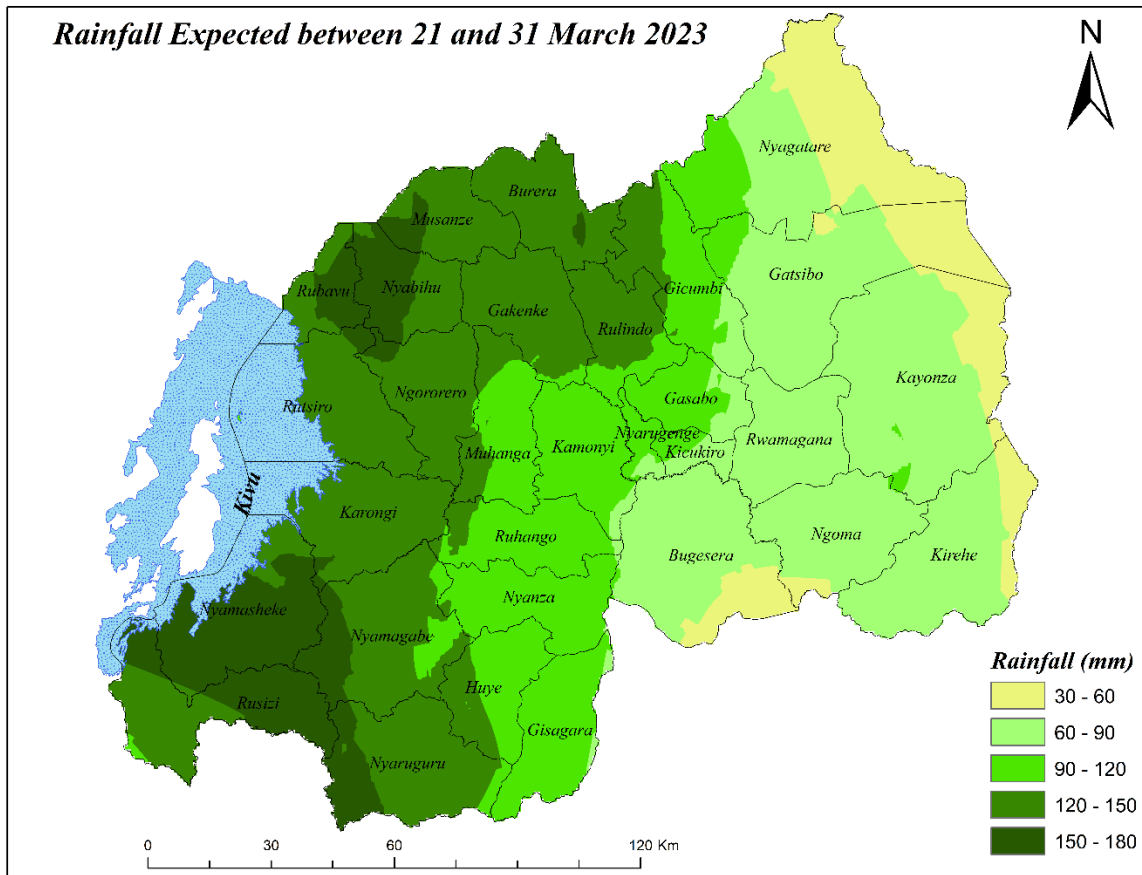 Rainfall Expected between 21 and 31 March 2023
N
Nyagatare
Burera
Musanze
Gatsibo
Rubavu
Nyabihu
Gicumbi
Gakenke
Rulindo
Kayonza
Ngororero
Gasabo
Rutsiro
Nyarugenge
Rwamagana
Muhanga
Kamonyi
Kicukiro
Kivu
Karongi
Ruhango
Bugesera
Ngoma
Kirehe
Nyanza
Nyamasheke
Nyamagabe
Huye
Rusizi
Gisagara
Nyaruguru
Rainfall (mm)
30 - 60
60 - 90
90 - 120
120 - 150
150 - 180
0 30 60 120 Km